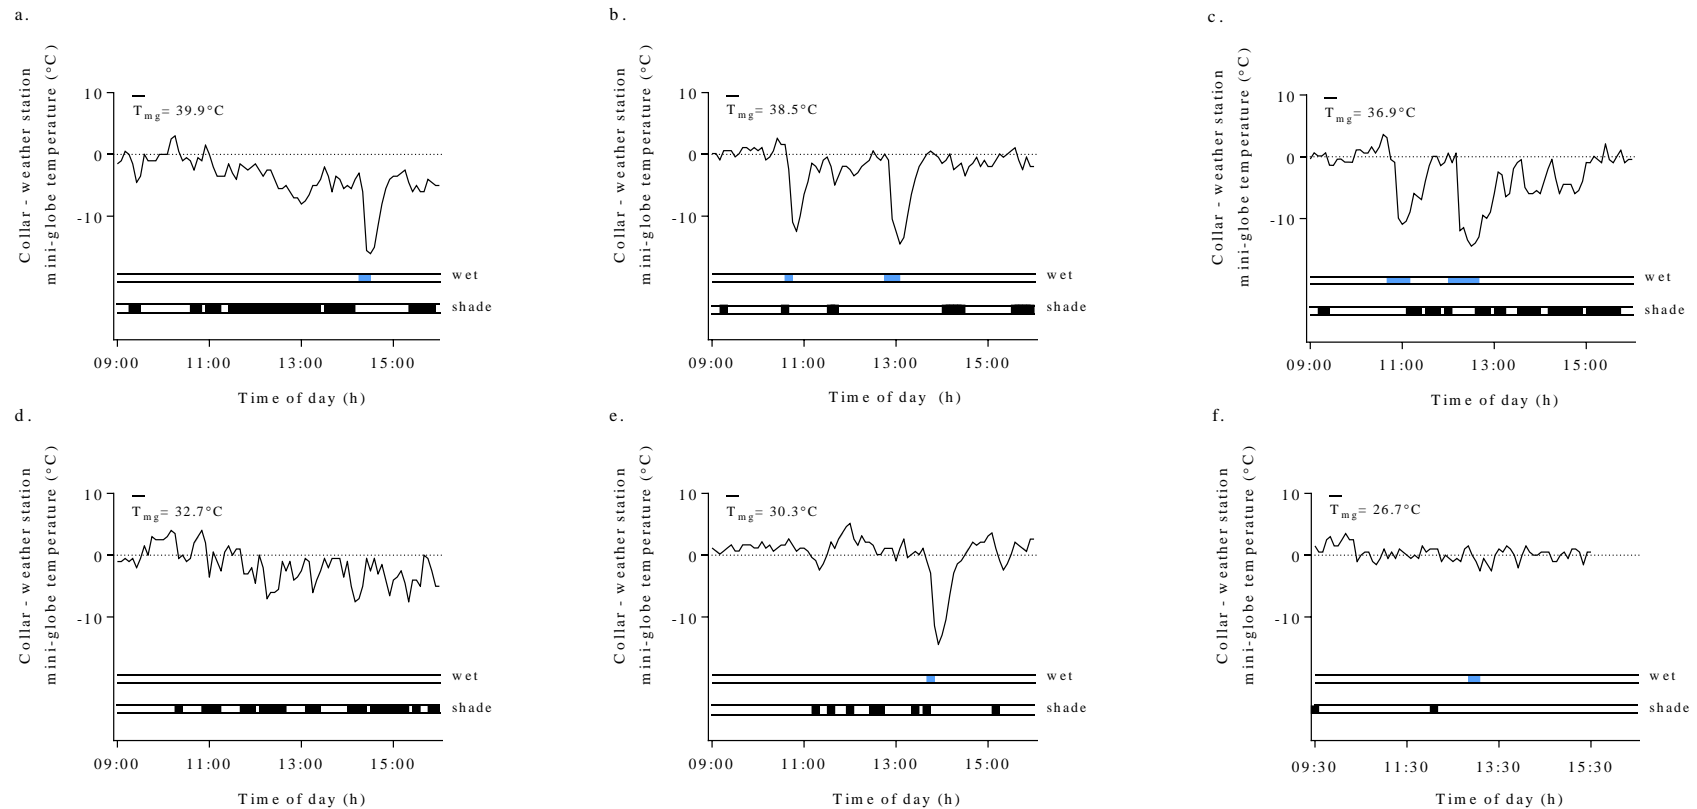 a.
Collar - weather station
mini-globe temperature (°C)
10
0
-10
Tmg= 39.9°C
wet
shade
09:00 11:00 13:00 15:00
Time of day (h)
b.
Collar - weather station
mini-globe temperature (°C)
10
0
-10
Tmg= 38.5°C
wet
shade
09:00 11:00 13:00 15:00
Time of day (h)
c.
Collar - weather station
mini-globe temperature (°C)
10
0
-10
Tmg= 36.9°C
wet
shade
09:00 11:00 13:00 15:00
Time of day (h)
d.
Collar - weather station
mini-globe temperature (°C)
10
0
-10
Tmg= 32.7°C
wet
shade
09:00 11:00 13:00 15:00
Time of day (h)
e.
Collar - weather station
mini-globe temperature (°C)
10
0
-10
Tmg= 30.3°C
wet
shade
09:00 11:00 13:00 15:00
Time of day (h)
f.
Collar - weather station
mini-globe temperature (°C)
10
0
-10
Tmg= 26.7°C
wet
shade
09:30 11:30 13:30 15:30
Time of day (h)